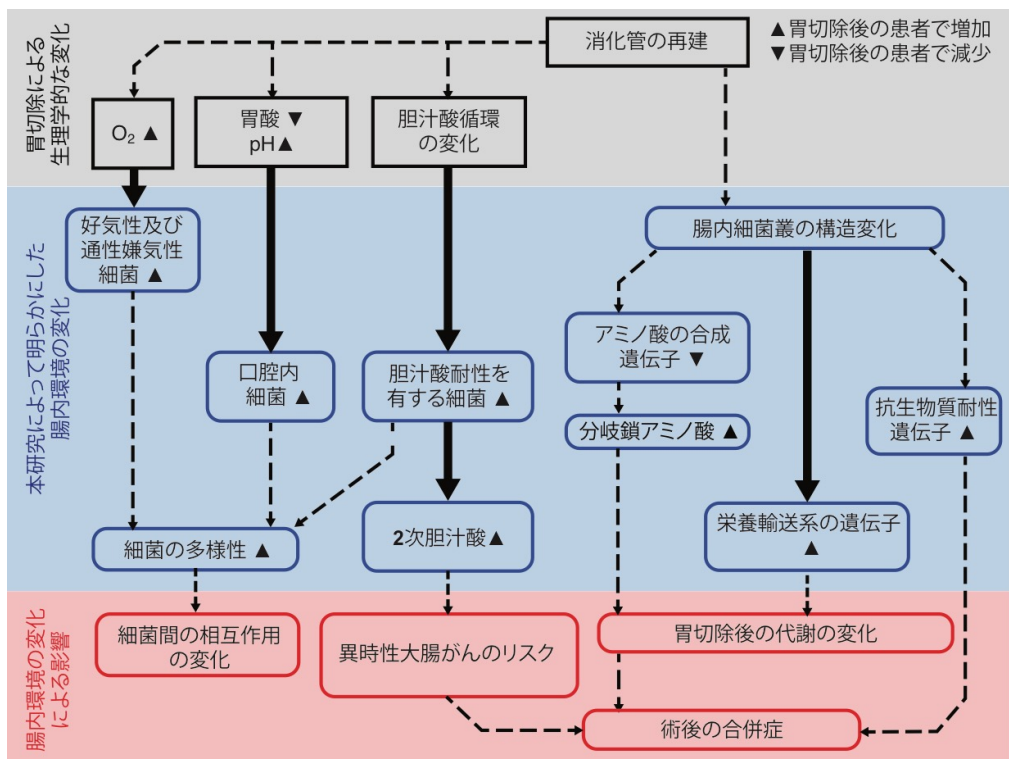 胃切除による
生理学的な変化
消化管の再建
▲胃切除後の患者で増加
▼胃切除後の患者で減少
O₂ ▲
胃酸 ▼
pH▲
胆汁酸循環
の変化
本研究によって明らかにした
腸内環境の変化
好気性及び
通性嫌気性
細菌 ▲
腸内細菌叢の構造変化
アミノ酸の合成
遺伝子 ▼
口腔内
細菌 ▲
胆汁酸耐性を
有する細菌 ▲
抗生物質耐性
遺伝子 ▲
分岐鎖アミノ酸 ▲
細菌の多様性 ▲
2次胆汁酸▲
栄養輸送系の遺伝子
▲
腸内環境の変化
による影響
細菌間の相互作用
の変化
異時性大腸がんのリスク
胃切除後の代謝の変化
術後の合併症